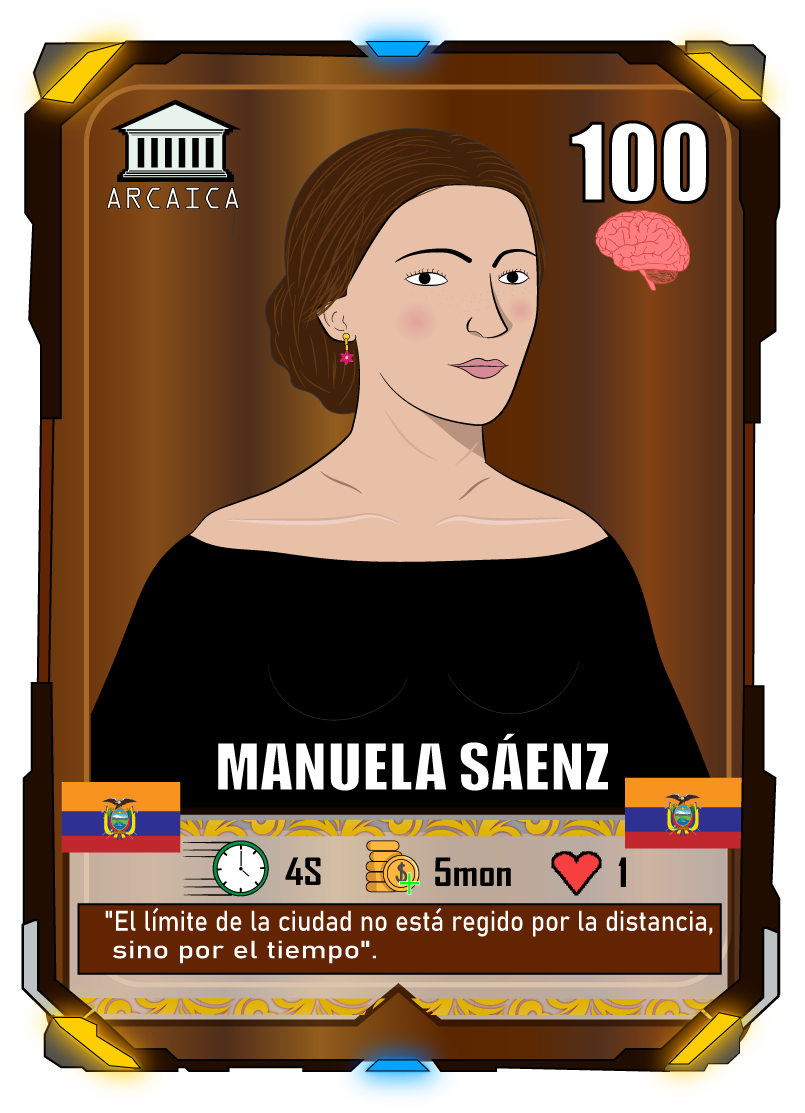 100
ARCAICA
MANUELA SÁENZ
4S 5mon 1
"El límite de la ciudad no está regido por la distancia,
sino por el tiempo".